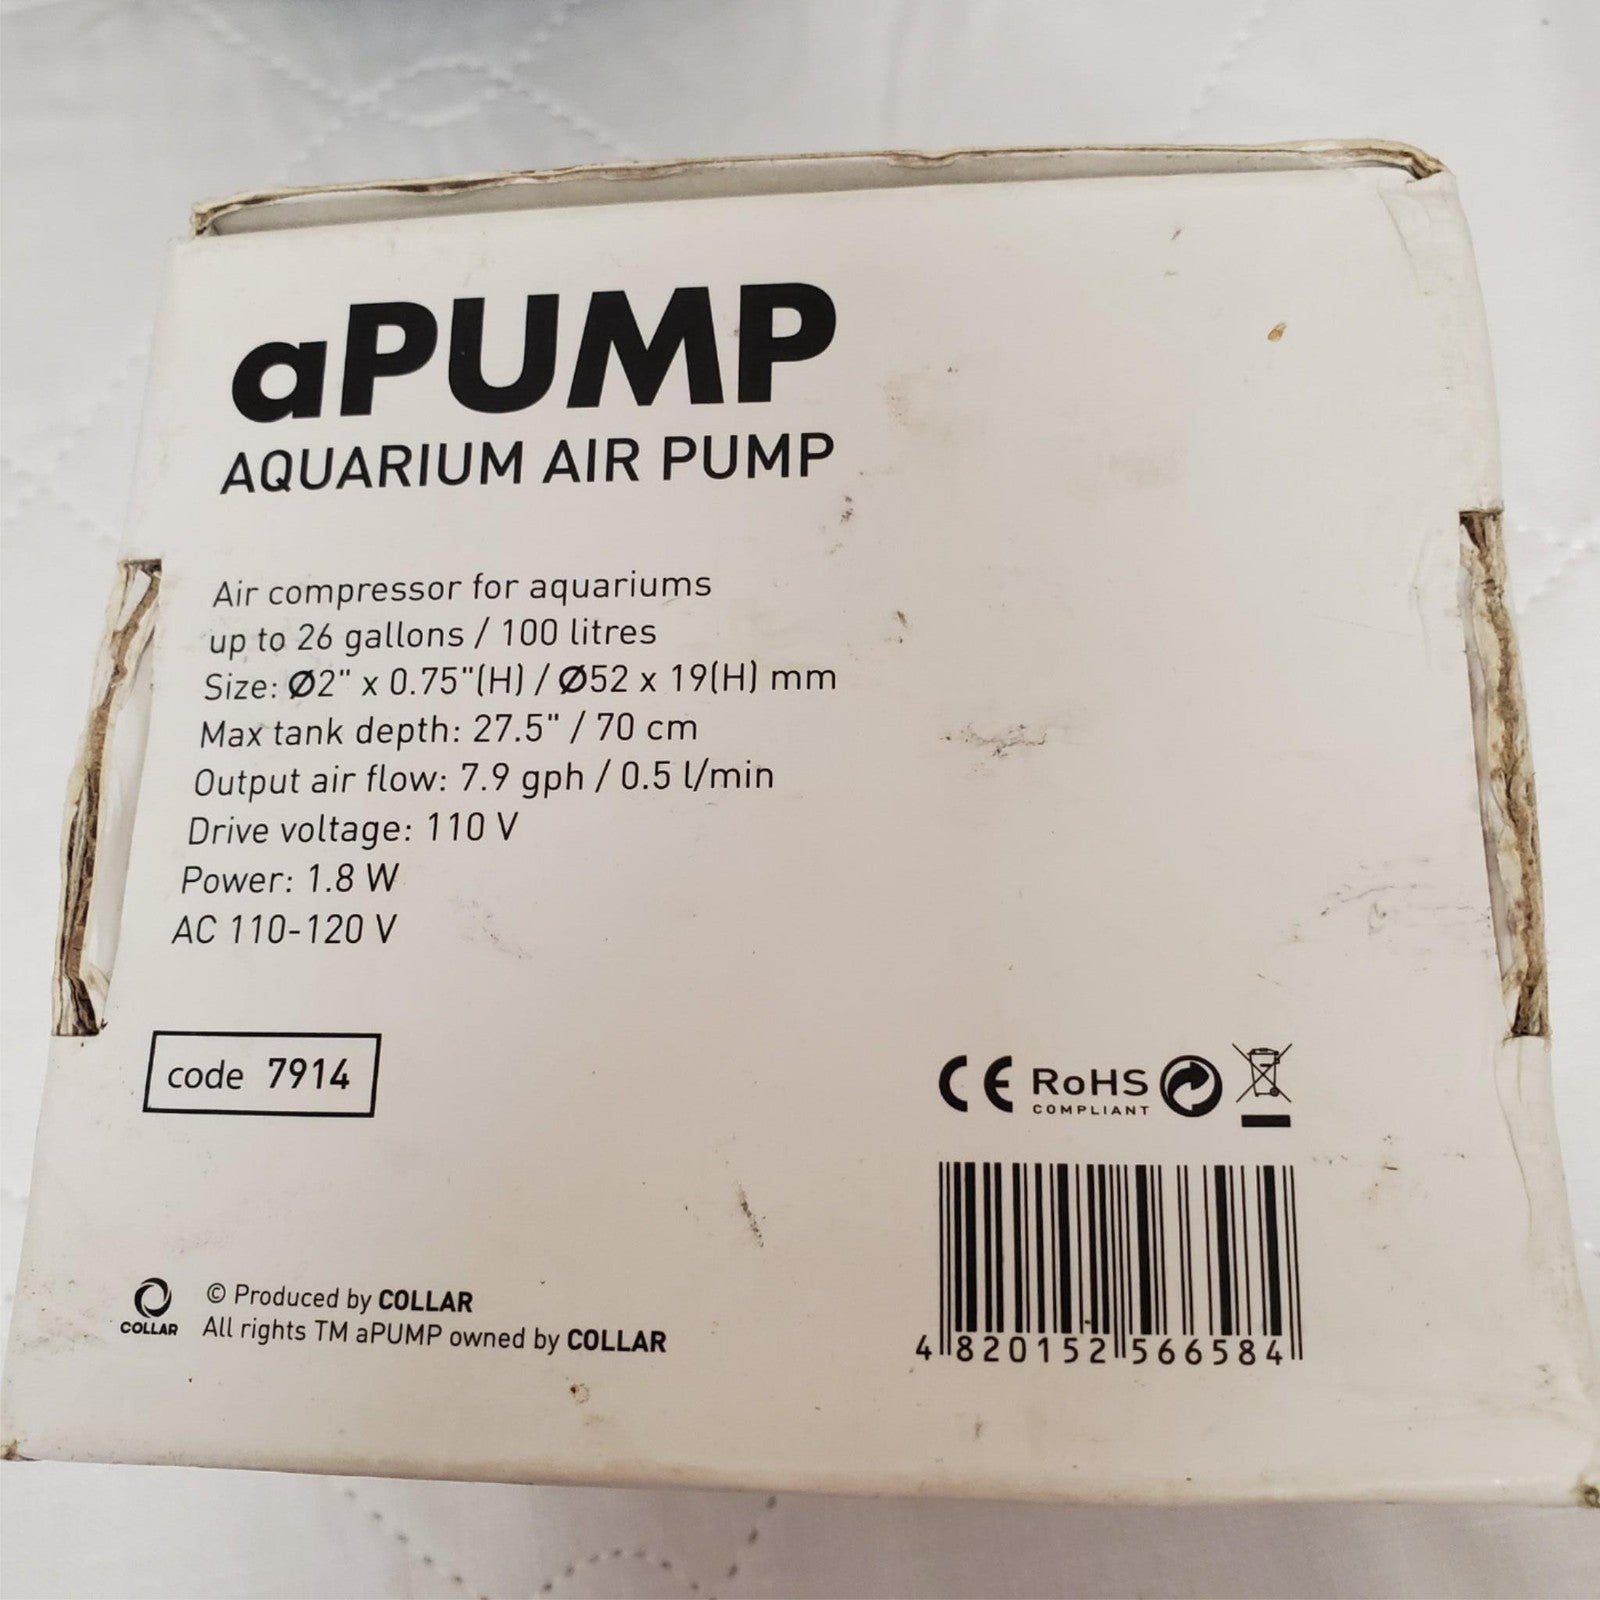 aPUMP
AQUARIUM AIR PUMP
Air compressor for aquariums
up to 26 gallons / 100 litres
Size: Ø2" x 0.75"(H) / Ø52 x 19(H) mm
Max tank depth: 27.5" / 70 cm
Output air flow: 7.9 gph / 0.5 l/min
Drive voltage: 110 V
Power: 1.8 W
AC 110-120 V
code 7914
CE RoHS
COMPLIANT
4 820152 566584
COLLAR
© Produced by COLLAR
All rights TM aPUMP owned by COLLAR